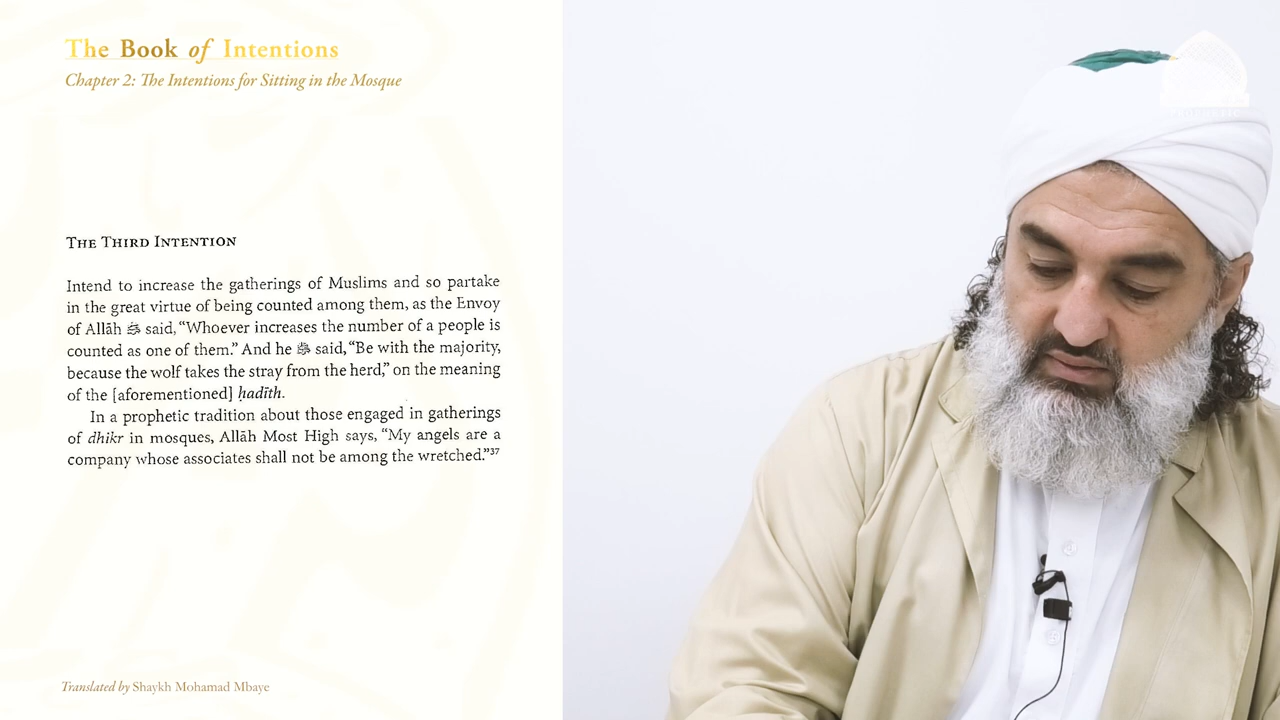 The Book of Intentions
Chapter 2: The Intentions for Sitting in the Mosque
The Third Intention
Intend to increase the gatherings of Muslims and so partake
in the great virtue of being counted among them, as the Envoy
of Allāh ﷺ said, “Whoever increases the number of a people is
counted as one of them.” And he ﷺ said, “Be with the majority,
because the wolf takes the stray from the herd,” on the meaning
of the [aforementioned] ḥadīth.
In a prophetic tradition about those engaged in gatherings
of dhikr in mosques, Allāh Most High says, “My angels are a
company whose associates shall not be among the wretched.”³⁷
Translated by Shaykh Mohamad Mbaye